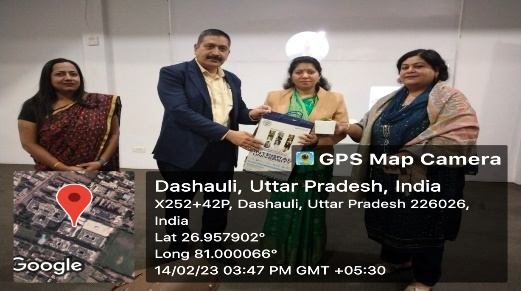 GPS Map Camera
Dashauli, Uttar Pradesh, India
X252+42P, Dashauli, Uttar Pradesh 226026,
India
Lat 26.957902°
Long 81.000066°
14/02/23 03:47 PM GMT +05:30
Google